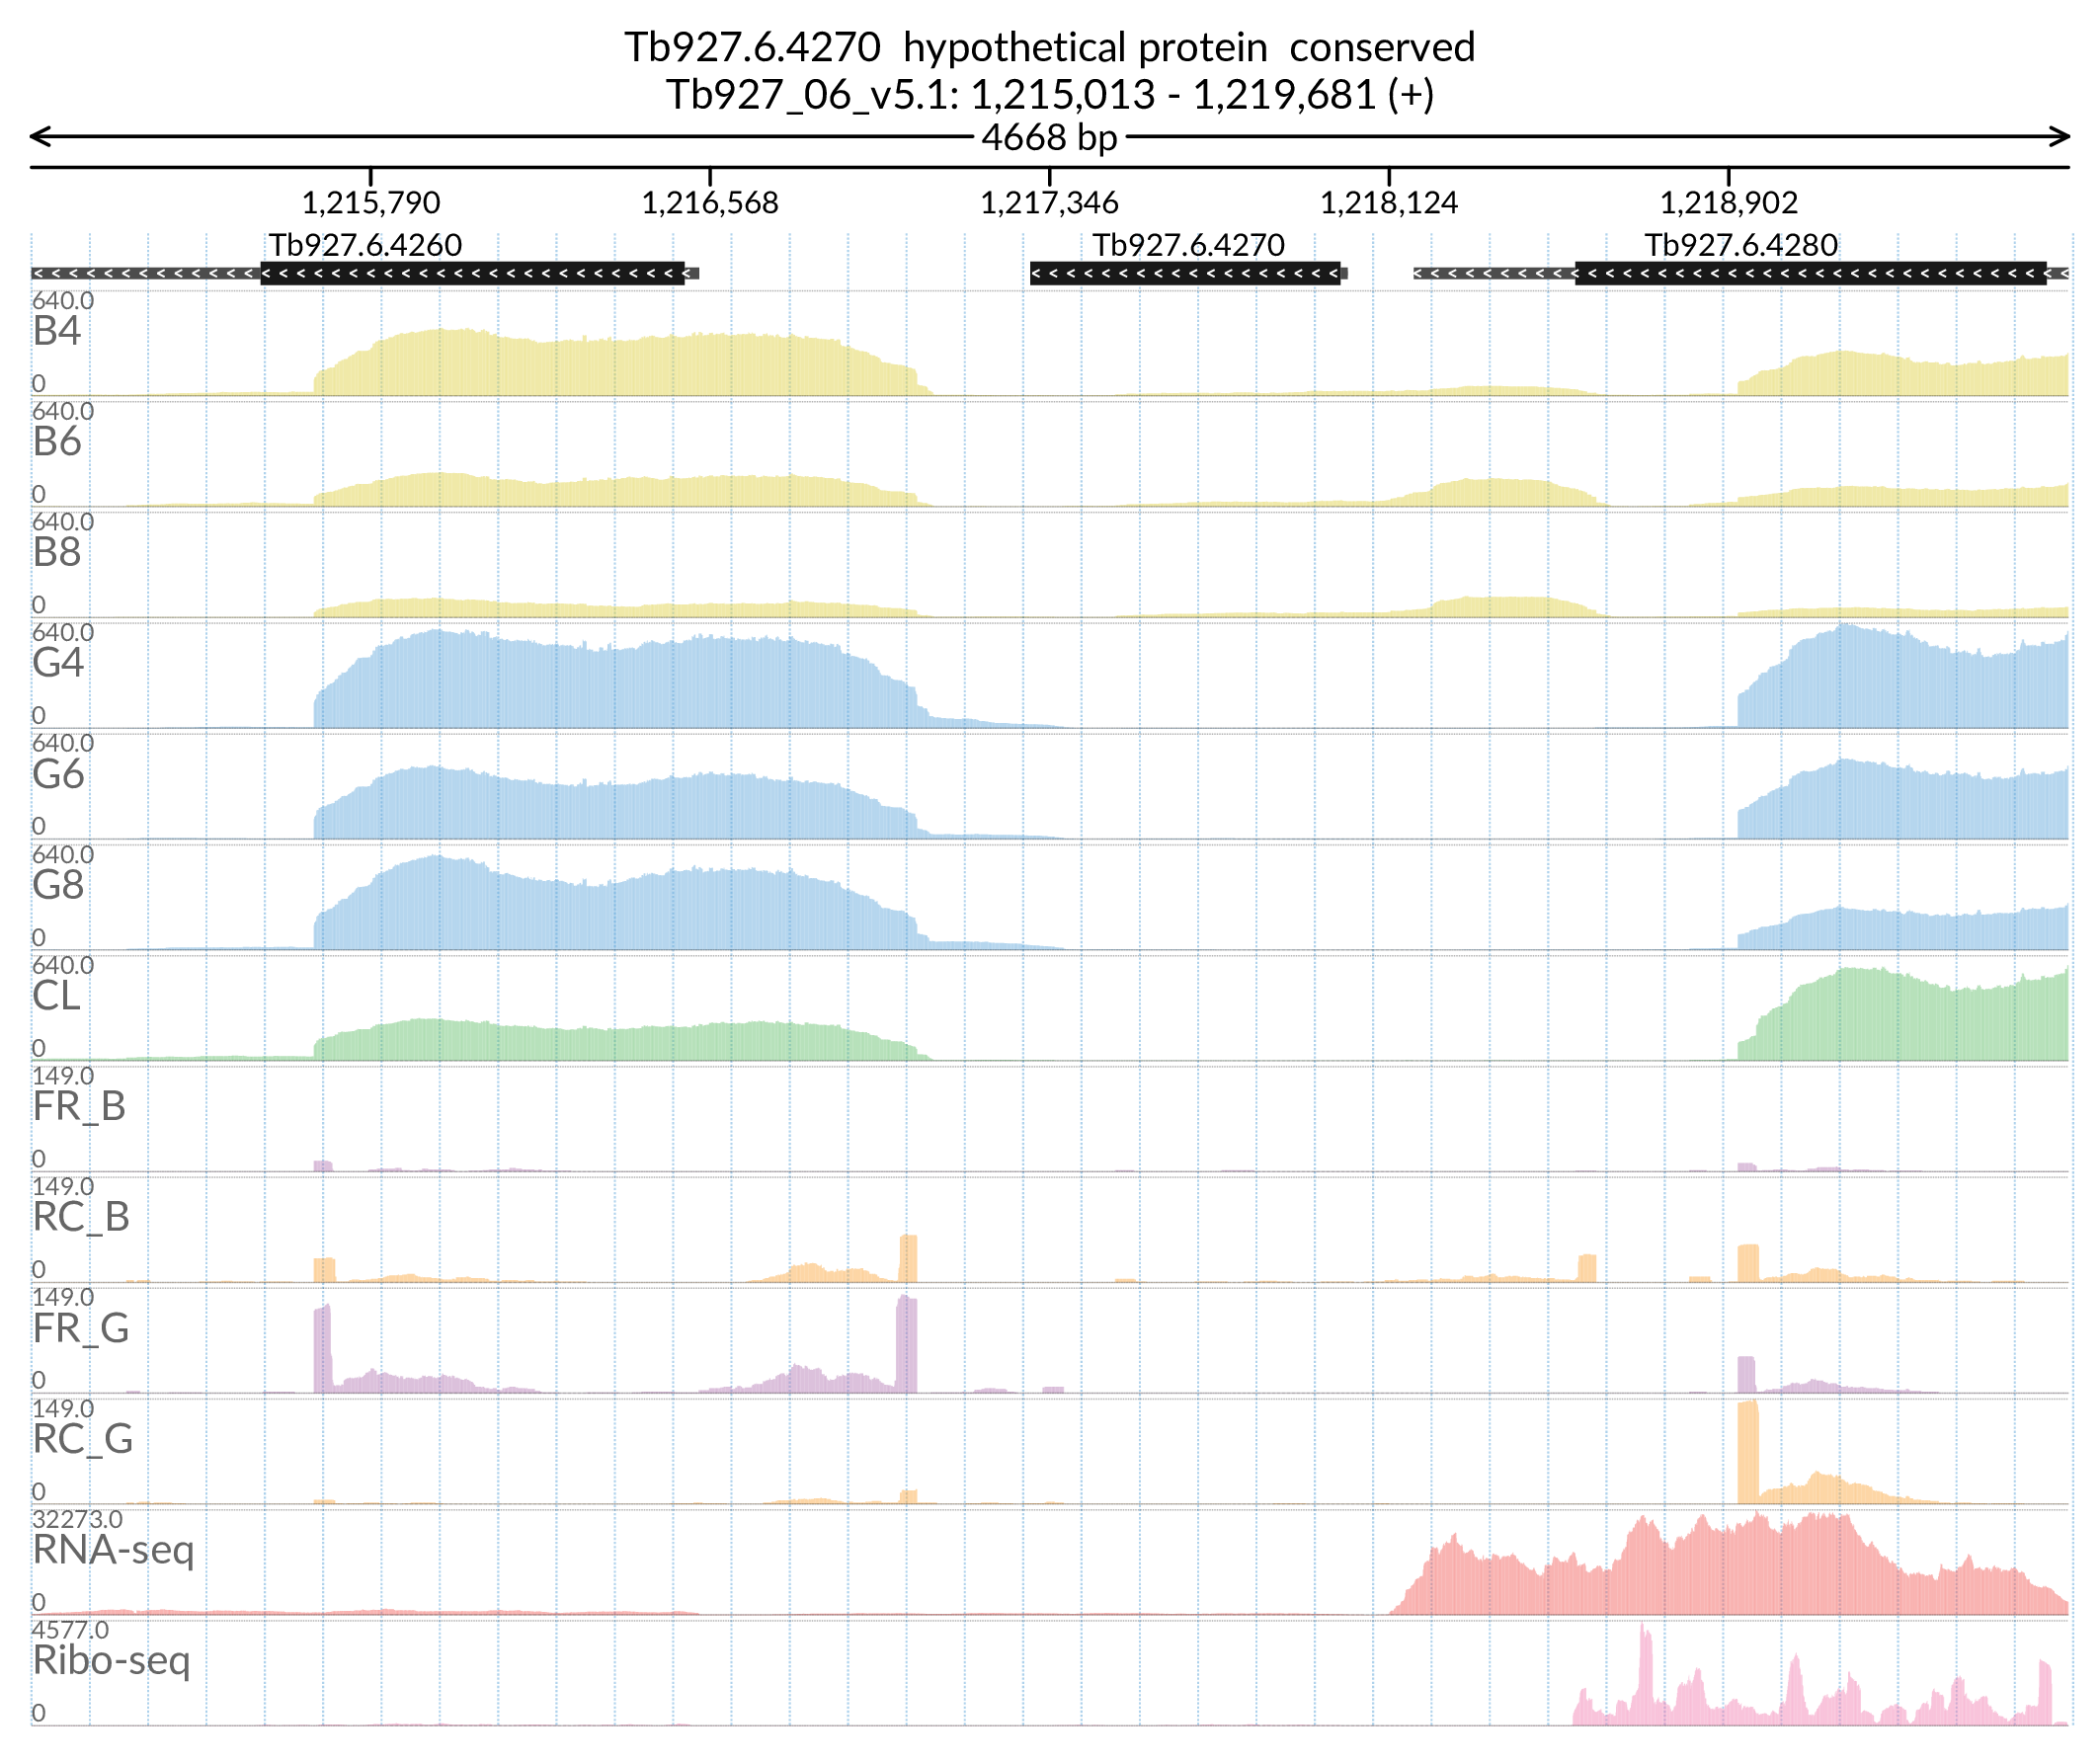 Tb927.6.4270  hypothetical protein  conserved
Tb927_06_v5.1: 1,215,013 - 1,219,681 (+)
4668 bp
1,215,790 1,216,568 1,217,346 1,218,124 1,218,902
Tb927.6.4260 Tb927.6.4270 Tb927.6.4280
640.0
B4
0
640.0
B6
0
640.0
B8
0
640.0
G4
0
640.0
G6
0
640.0
G8
0
640.0
CL
0
149.0
FR_B
0
149.0
RC_B
0
149.0
FR_G
0
149.0
RC_G
0
32273.0
RNA-seq
0
4577.0
Ribo-seq
0